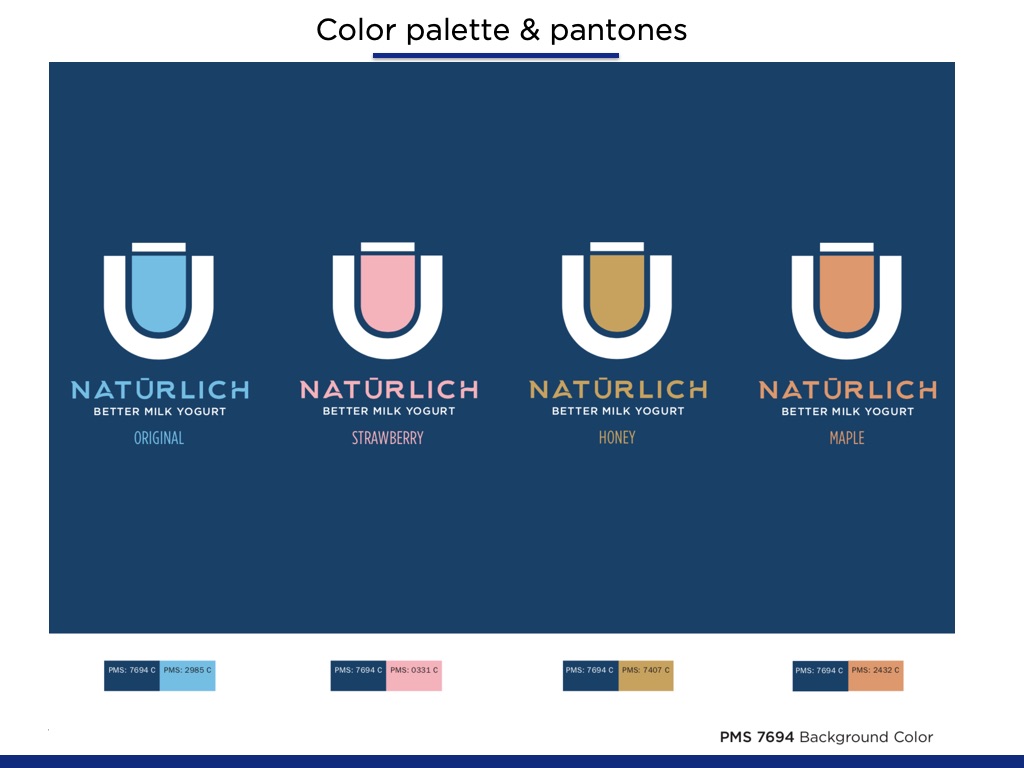 Color palette & pantones
NATŪRLICH
BETTER MILK YOGURT
ORIGINAL
NATŪRLICH
BETTER MILK YOGURT
STRAWBERRY
NATŪRLICH
BETTER MILK YOGURT
HONEY
NATŪRLICH
BETTER MILK YOGURT
MAPLE
PMS: 7694 C PMS: 2985 C
PMS: 7694 C PMS: 0331 C
PMS: 7694 C PMS: 7407 C
PMS: 7694 C PMS: 2432 C
PMS 7694 Background Color